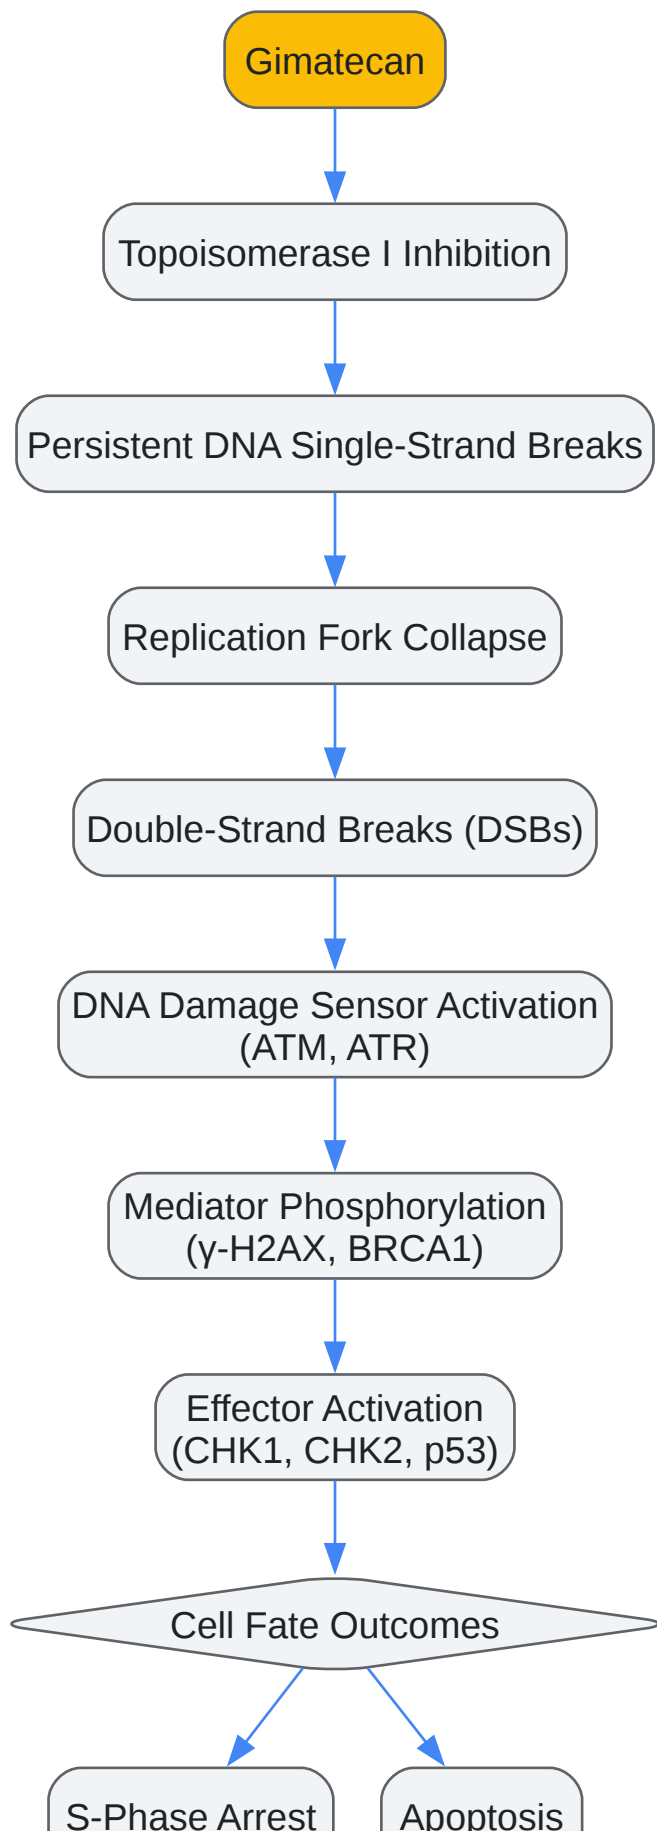 Gimatecan
Topoisomerase I Inhibition
Persistent DNA Single-Strand Breaks
Replication Fork Collapse
Double-Strand Breaks (DSBs)
DNA Damage Sensor Activation
(ATM, ATR)
Mediator Phosphorylation
(γ-H2AX, BRCA1)
Effector Activation
(CHK1, CHK2, p53)
Cell Fate Outcomes
S-Phase Arrest
Apoptosis